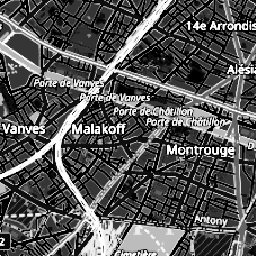 14e Arrondis
Alésia
Porte de Vanves
Porte de Vanves
Porte de Châtillon
Porte de Châtillon
Vanves
Malakoff
Montrouge
Antony
z
Cimetière